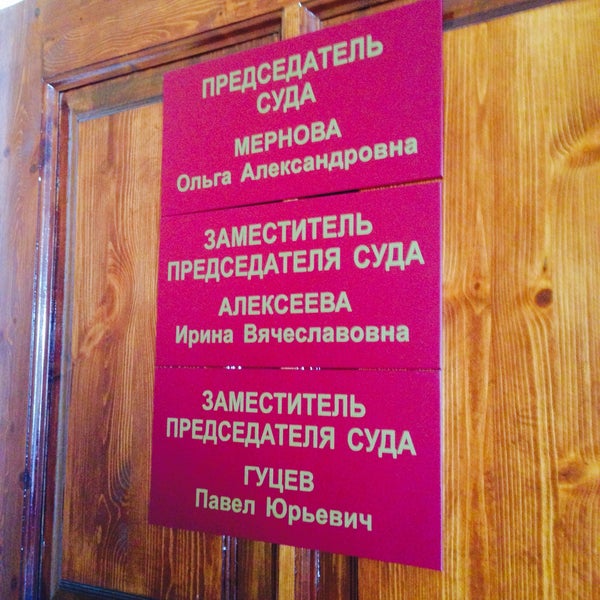 ПРЕДСЕДАТЕЛЬ
СУДА
МЕРНОВА
Ольга Александровна
ЗАМЕСТИТЕЛЬ
ПРЕДСЕДАТЕЛЯ СУДА
АЛЕКСЕЕВА
Ирина Вячеславовна
ЗАМЕСТИТЕЛЬ
ПРЕДСЕДАТЕЛЯ СУДА
ГУЦЕВ
Павел Юрьевич